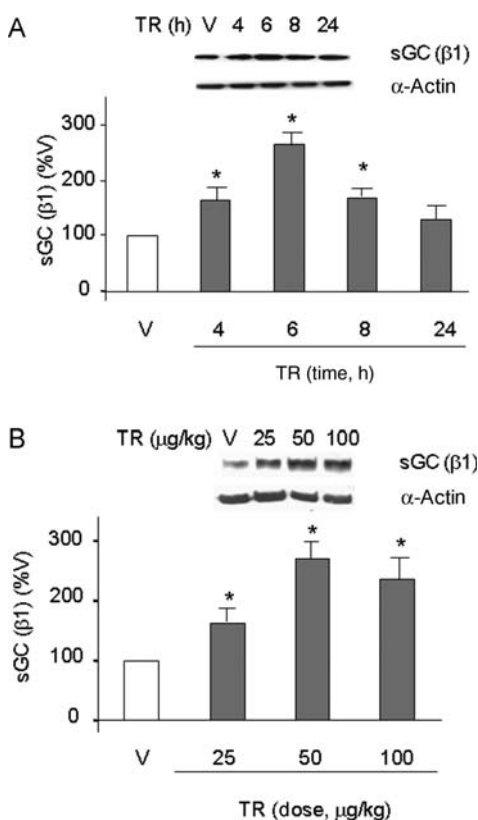 A
TR (h) V 4 6 8 24
sGC (β1)
α-Actin
sGC (β1) (%V)
300
200
100
0
* * *
V 4 6 8 24
TR (time, h)
B
TR (μg/kg) V 25 50 100
sGC (β1)
α-Actin
sGC (β1) (%V)
300
200
100
0
* * *
V 25 50 100
TR (dose, μg/kg)